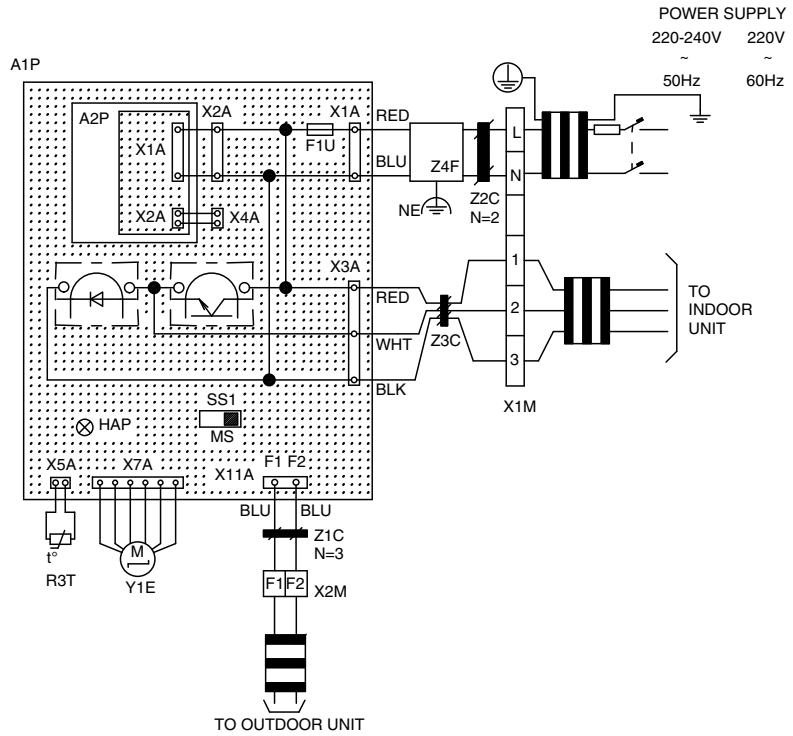 POWER SUPPLY
220-240V 220V
~ ~
50Hz 60Hz
A1P
A2P
X2A
X1A
RED
X1A
F1U
L
BLU
Z4F
N
NE
Z2C
N=2
X2A
X4A
X3A
1
RED
TO
INDOOR
UNIT
2
WHT
Z3C
3
BLK
X1M
SS1
HAP
MS
X5A
X7A
X11A
F1 F2
BLU BLU
Z1C
N=3
M
t°
R3T
Y1E
F1 F2
X2M
TO OUTDOOR UNIT